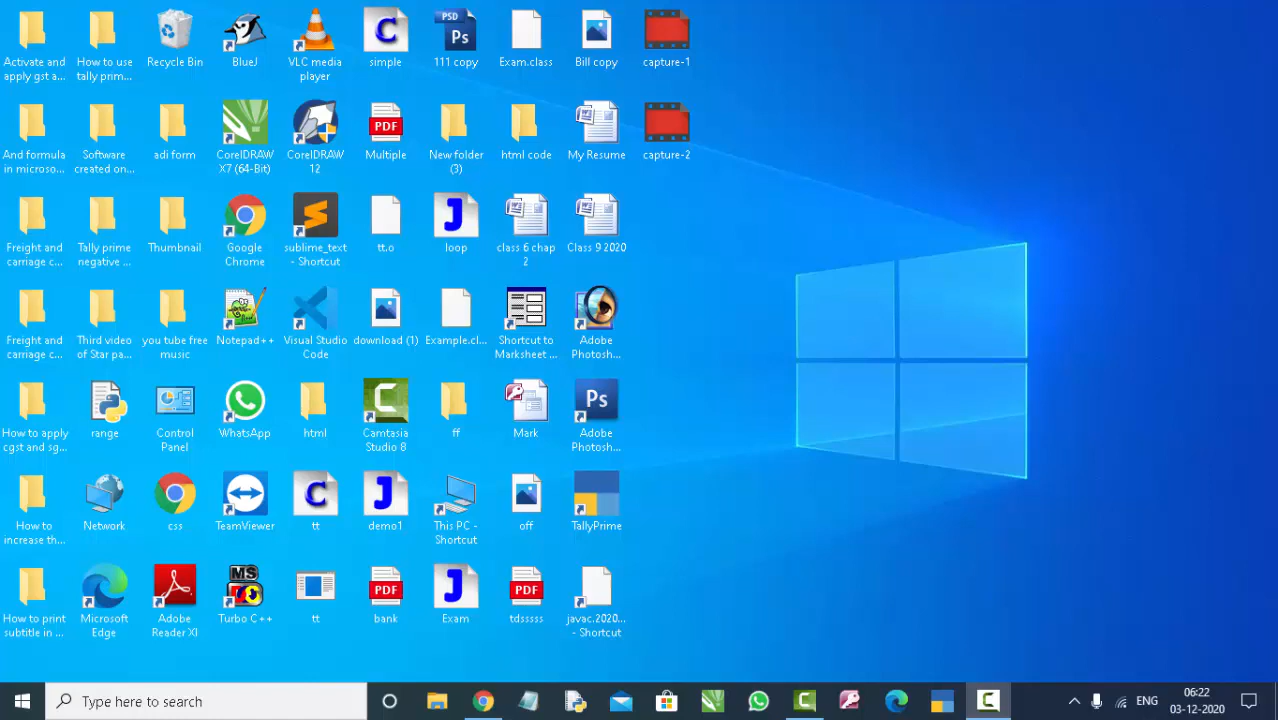 Activate and
apply gst a...
How to use
tally prim...
Recycle Bin
BlueJ
VLC media
player
simple
PSD
Ps
111 copy
Exam.class
Bill copy
capture-1
And formula
in microso...
Software
created on...
adi form
CorelDRAW
X7 (64-Bit)
CorelDRAW
12
PDF
Multiple
New folder
(3)
html code
My Resume
capture-2
Freight and
carriage c...
Tally prime
negative ...
Thumbnail
Google
Chrome
sublime_text
- Shortcut
tt.o
loop
class 6 chap
2
Class 9 2020
Freight and
carriage c...
Third video
of Star pa...
you tube free
music
Notepad++
Visual Studio
Code
download (1)
Example.cl...
Shortcut to
Marksheet ...
Adobe
Photosh...
How to apply
cgst and sg...
range
Control
Panel
WhatsApp
html
Camtasia
Studio 8
ff
Mark
Ps
Adobe
Photosh...
How to
increase th...
Network
css
TeamViewer
tt
demo1
This PC -
Shortcut
off
TallyPrime
How to print
subtitle in ...
Microsoft
Edge
Adobe
Reader XI
MS
Turbo C++
tt
PDF
bank
Exam
PDF
tdsssss
javac.2020...
- Shortcut
Type here to search
ENG
06:22
03-12-2020